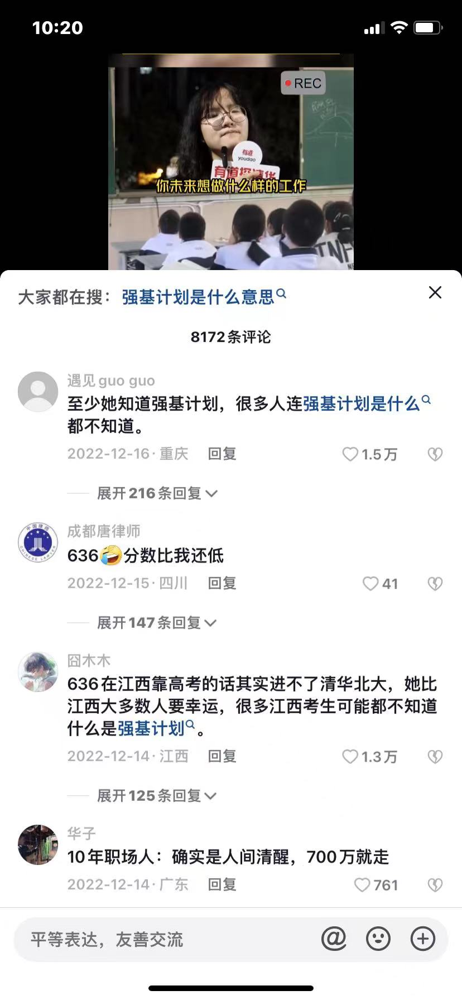 10:20
REC
有道
youdao
有道探清华
你未来想做什么样的工作
大家都在搜：强基计划是什么意思
8172条评论
遇见guo guo
至少她知道强基计划，很多人连强基计划是什么
都不知道。
2022-12-16·重庆 回复 1.5万
展开216条回复
成都唐律师
636🤣分数比我还低
2022-12-15·四川 回复 41
展开147条回复
囧木木
636在江西靠高考的话其实进不了清华北大，她比
江西大多数人要幸运，很多江西考生可能都不知道
什么是强基计划。
2022-12-14·江西 回复 1.3万
展开125条回复
华子
10年职场人：确实是人间清醒，700万就走
2022-12-14·广东 回复 761
平等表达，友善交流